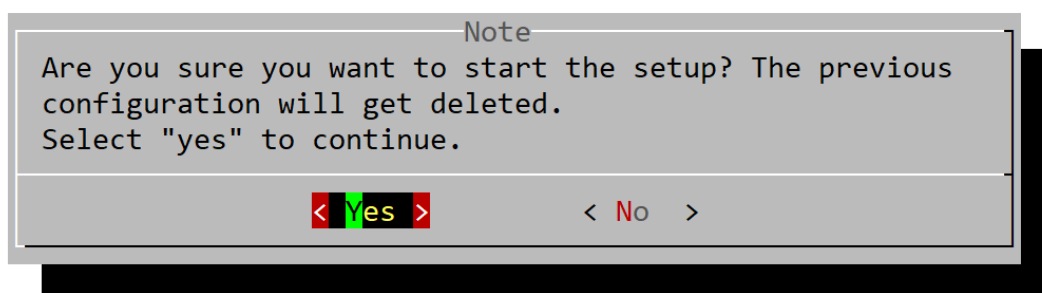 Note
Are you sure you want to start the setup? The previous
configuration will get deleted.
Select "yes" to continue.
< Yes > < No >